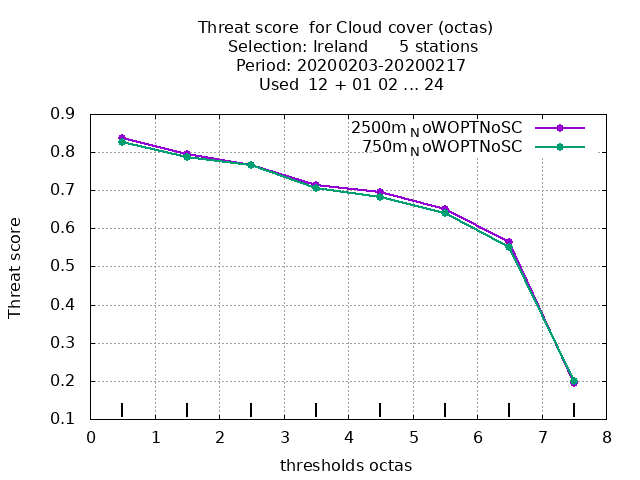 Threat score  for Cloud cover (octas)
Selection: Ireland      5 stations
Period: 20200203-20200217
Used  12 + 01 02 ... 24
2500m_NoWOPTNoSC
750m_NoWOPTNoSC
0.9
0.8
0.7
0.6
0.5
0.4
0.3
0.2
0.1
Threat score
0 1 2 3 4 5 6 7 8
thresholds octas